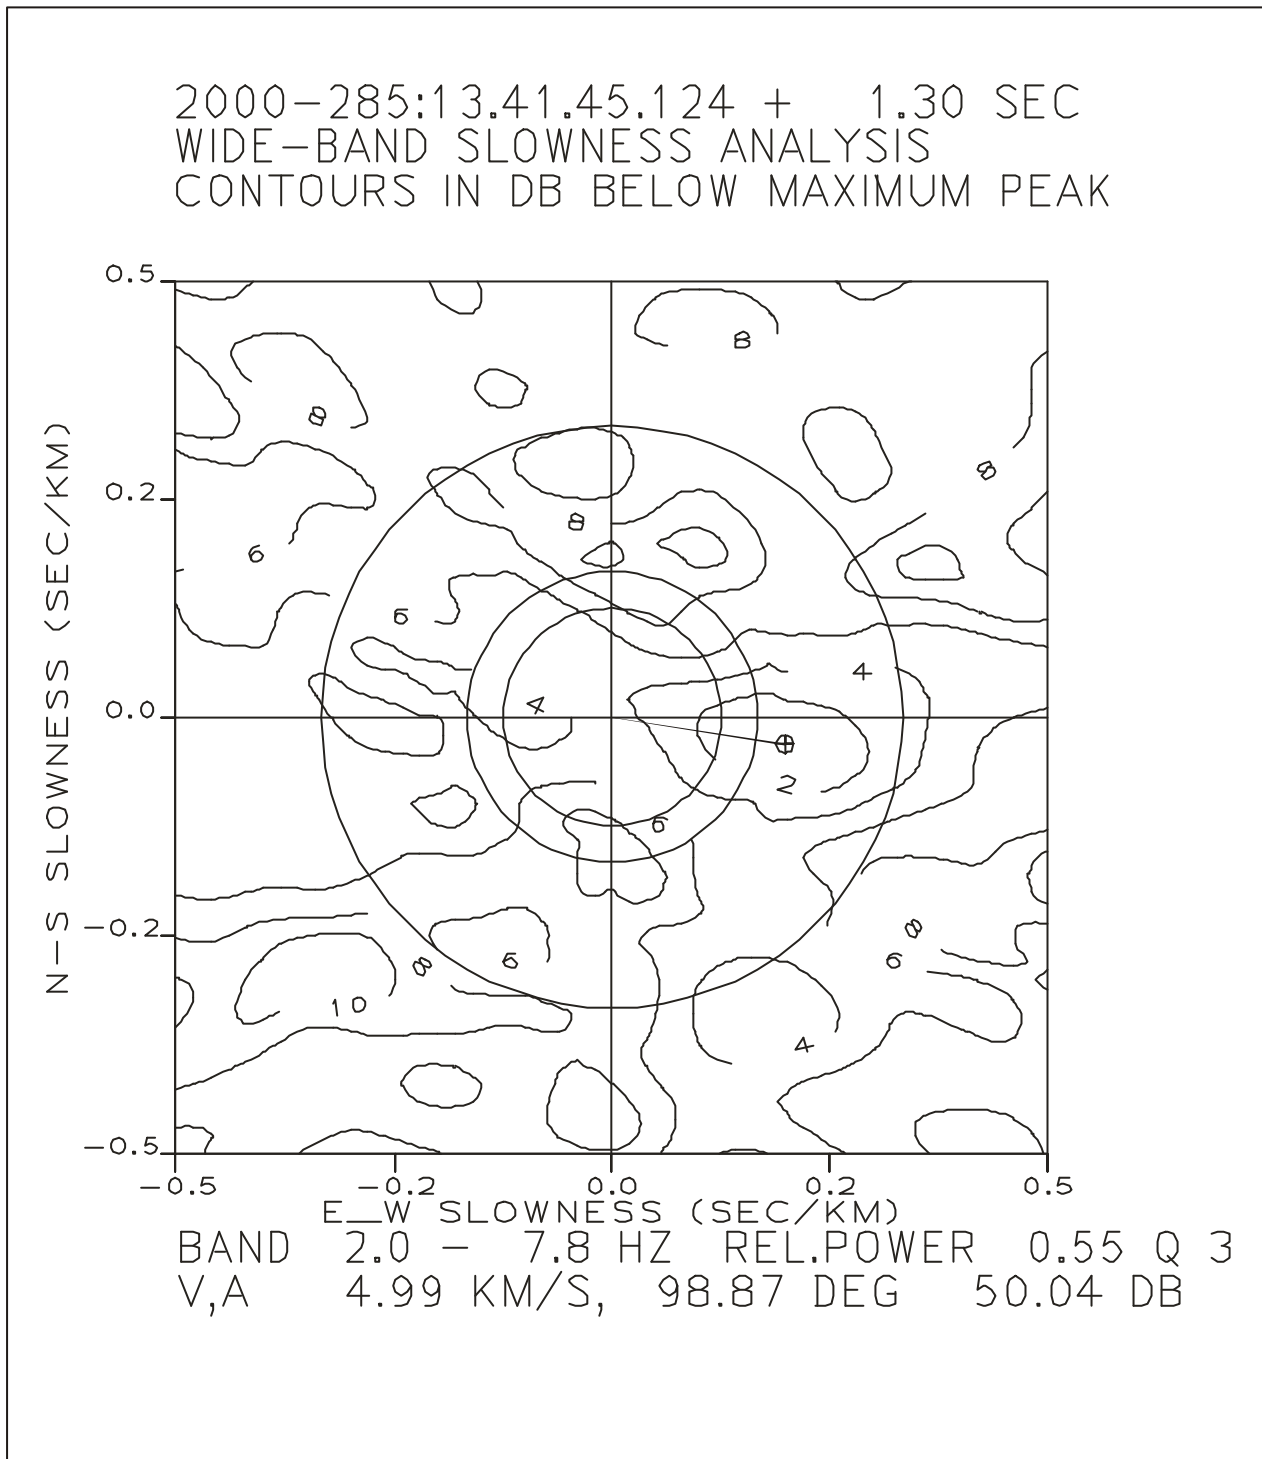 2000-285:13.41.45.124 + 1.30 SEC
WIDE-BAND SLOWNESS ANALYSIS
CONTOURS IN DB BELOW MAXIMUM PEAK
0.5
8
8
0.2
8
8
6
6
4
4
0.0
2
6
-0.2
8
8
6
6
10
4
-0.5
-0.5 -0.2 0.0 0.2 0.5
N-S SLOWNESS (SEC/KM)
E_W SLOWNESS (SEC/KM)
BAND 2.0 - 7.8 HZ REL.POWER 0.55 Q 3
V,A 4.99 KM/S, 98.87 DEG 50.04 DB